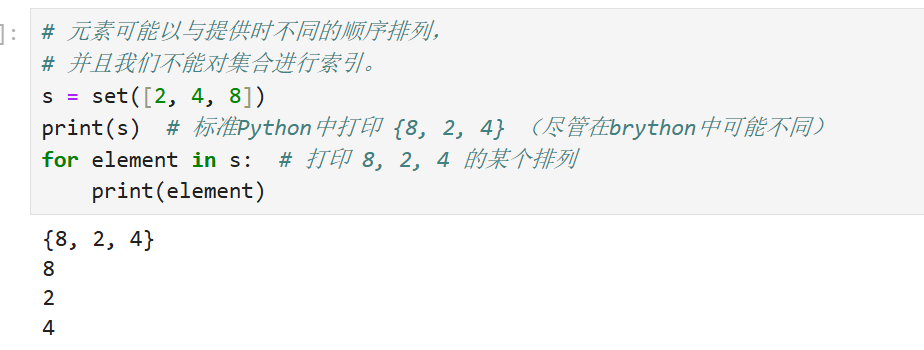 ]:
# 元素可能以与提供时不同的顺序排列，
# 并且我们不能对集合进行索引。
s = set([2, 4, 8])
print(s)  # 标准Python中打印 {8, 2, 4} （尽管在brython中可能不同）
for element in s:  # 打印 8, 2, 4 的某个排列
    print(element)
{8, 2, 4}
8
2
4